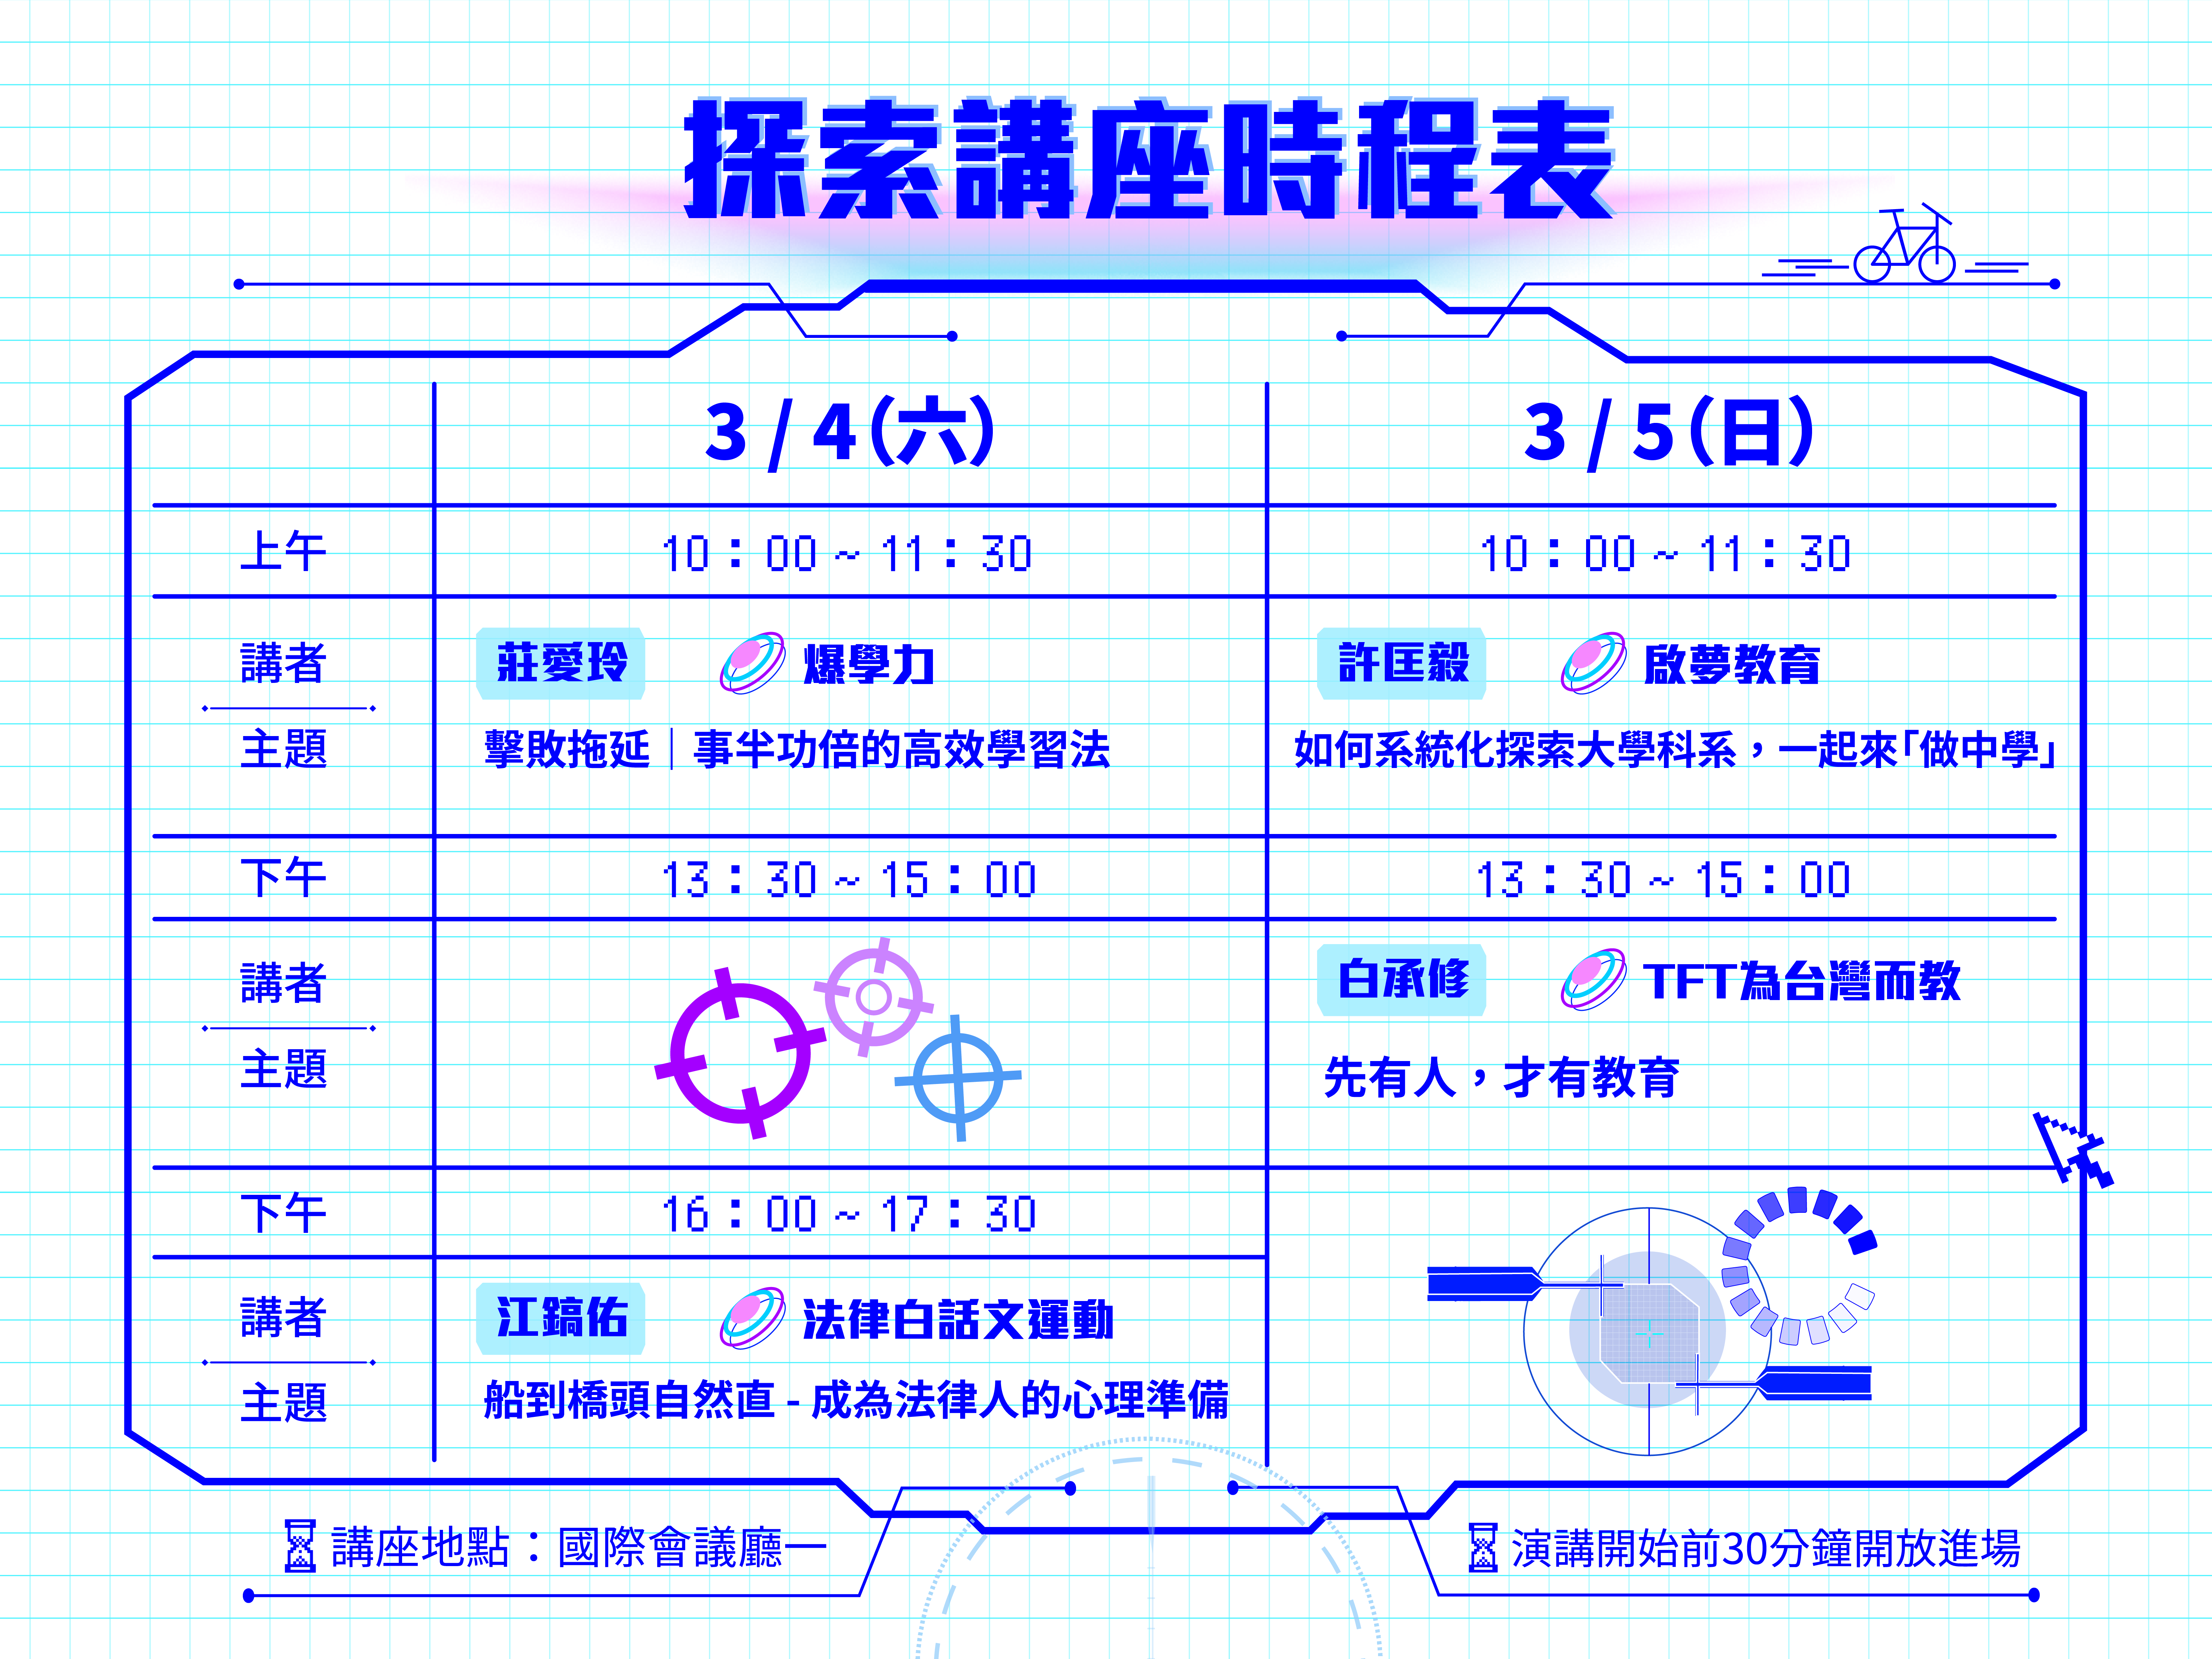 探索講座時程表
3 / 4（六）
3 / 5（日）
上午
10：00 ~ 11：30
10：00 ~ 11：30
講者
莊愛玲
爆學力
許匡毅
啟夢教育
主題
擊敗拖延｜事半功倍的高效學習法
如何系統化探索大學科系，一起來「做中學」
下午
13：30 ~ 15：00
13：30 ~ 15：00
講者
白承修
TFT為台灣而教
主題
先有人，才有教育
下午
16：00 ~ 17：30
講者
江鎬佑
法律白話文運動
主題
船到橋頭自然直 - 成為法律人的心理準備
講座地點：國際會議廳一
演講開始前30分鐘開放進場